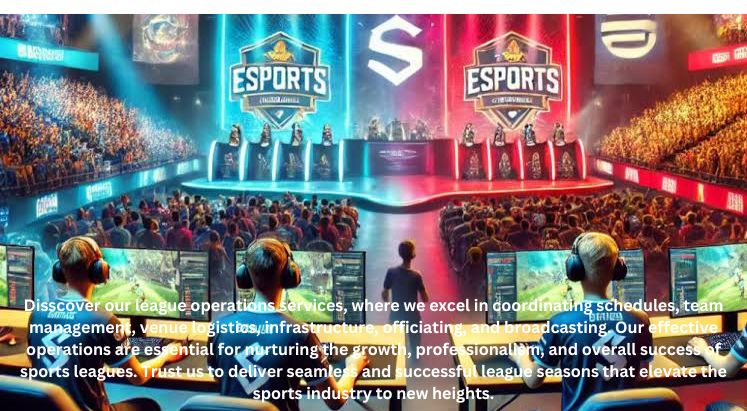 ESPORTS
S
ESPORTS
Disscover our league operations services, where we excel in coordinating schedules, team
management, venue logistics, infrastructure, officiating, and broadcasting. Our effective
operations are essential for nurturing the growth, professionalism, and overall success of
sports leagues. Trust us to deliver seamless and successful league seasons that elevate the
sports industry to new heights.